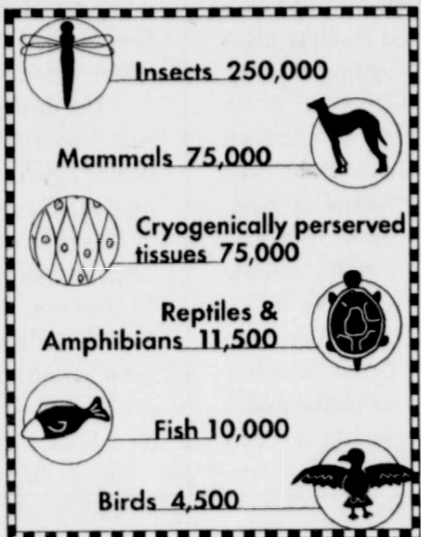 Insects 250,000
Mammals 75,000
Cryogenically perserved
tissues 75,000
Reptiles &
Amphibians 11,500
Fish 10,000
Birds 4,500